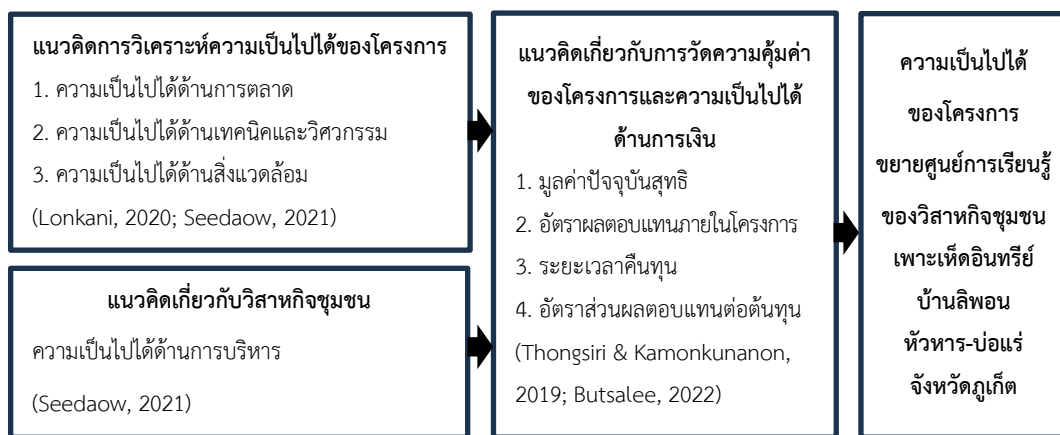 แนวคิดการวิเคราะห์ความเป็นไปได้ของโครงการ
1. ความเป็นไปได้ด้านการตลาด
2. ความเป็นไปได้ด้านเทคนิคและวิศวกรรม
3. ความเป็นไปได้ด้านสิ่งแวดล้อม
(Lonkani, 2020; Seedaow, 2021)
แนวคิดเกี่ยวกับวิสาหกิจชุมชน
ความเป็นไปได้ด้านการบริหาร
(Seedaow, 2021)
แนวคิดเกี่ยวกับการวัดความคุ้มค่า
ของโครงการและความเป็นไปได้
ด้านการเงิน
1. มูลค่าปัจจุบันสุทธิ
2. อัตราผลตอบแทนภายในโครงการ
3. ระยะเวลาคืนทุน
4. อัตราส่วนผลตอบแทนต่อต้นทุน
(Thongsiri & Kamonkunanon,
2019; Butsalee, 2022)
ความเป็นไปได้
ของโครงการ
ขยายศูนย์การเรียนรู้
ของวิสาหกิจชุมชน
เพาะเห็ดอินทรีย์
บ้านลิพอน
หัวหาร-บ่อแร่
จังหวัดภูเก็ต